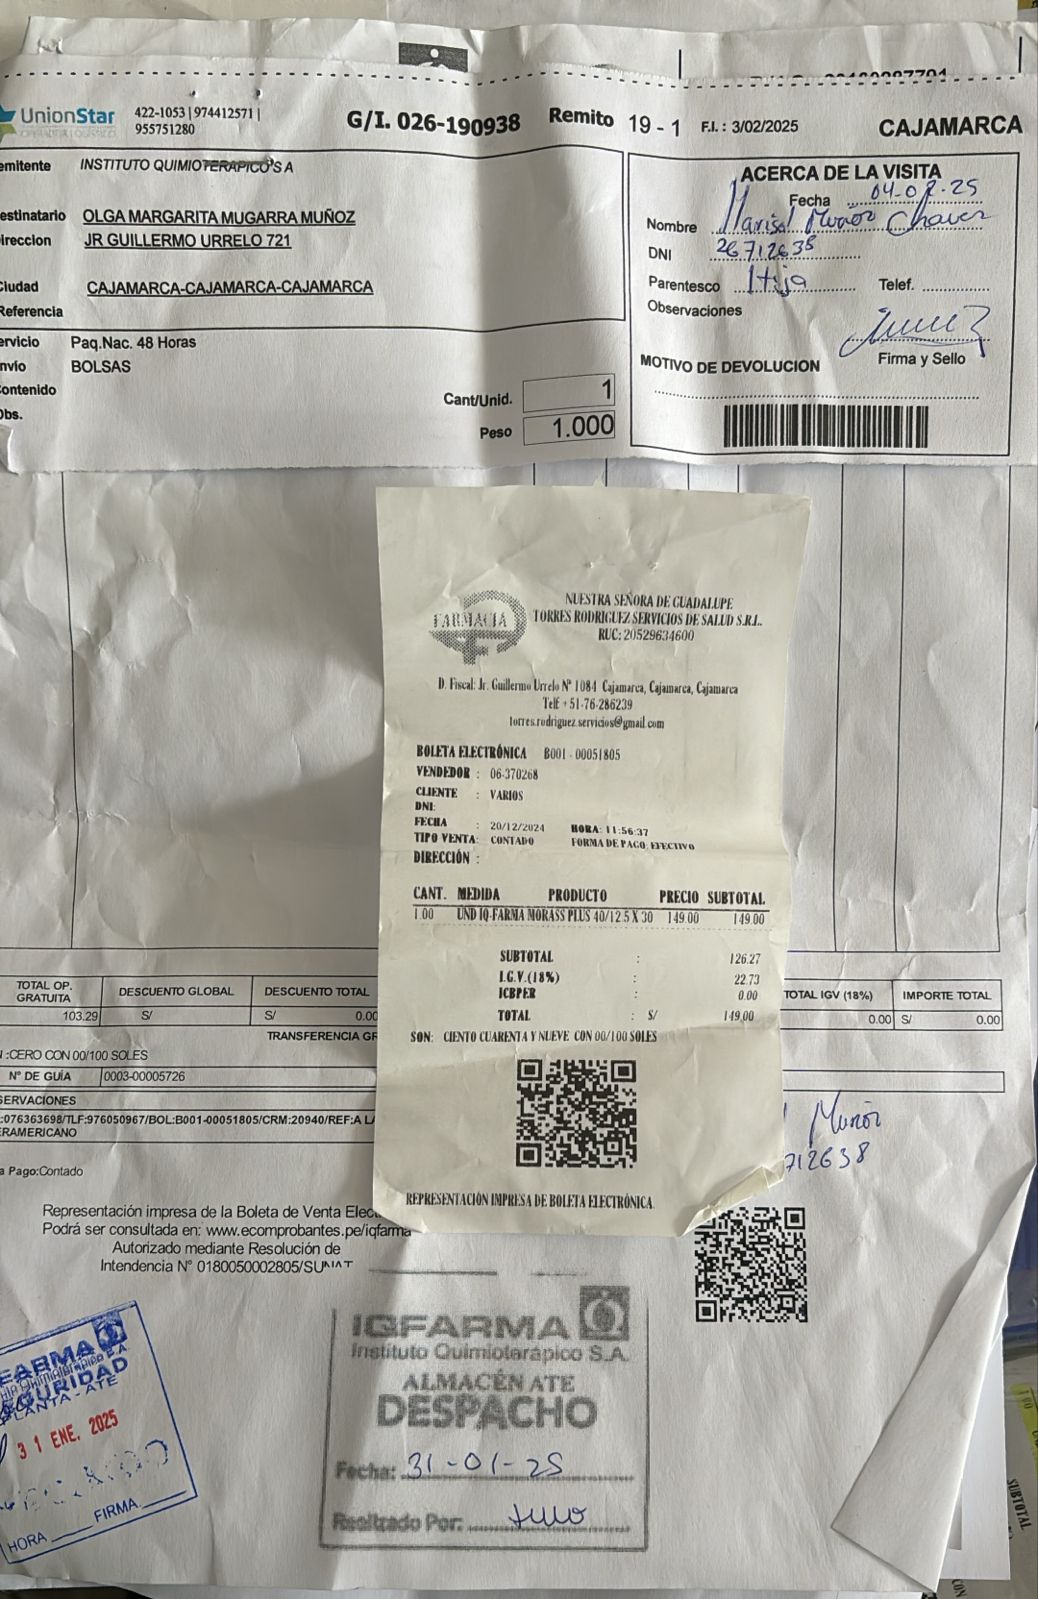 UnionStar
422-1053 | 974412571 |
955751280
G/I. 026-190938
Remito 19 - 1
F.I. : 3/02/2025
CAJAMARCA
emitente INSTITUTO QUIMIOTERAPICO S A
estinatario OLGA MARGARITA MUGARRA MUÑOZ
ireccion JR GUILLERMO URRELO 721
iudad CAJAMARCA-CAJAMARCA-CAJAMARCA
Referencia
ervicio Paq.Nac. 48 Horas
nvio BOLSAS
ontenido
Obs.
Cant/Unid. 1
Peso 1.000
ACERCA DE LA VISITA
Fecha 04-02-25
Nombre Marisol Muñoz Chavez
DNI 26712638
Parentesco Hija Telef.
Observaciones
Firma y Sello
MOTIVO DE DEVOLUCION
FARMACIA
NUESTRA SEÑORA DE GUADALUPE
TORRES RODRIGUEZ SERVICIOS DE SALUD S.R.L.
RUC: 20529634600
D. Fiscal: Jr. Guillermo Urrelo Nº 1084 Cajamarca, Cajamarca, Cajamarca
Telf: +51-76-286239
torres.rodriguez.servicios@gmail.com
BOLETA ELECTRÓNICA B001 - 00051805
VENDEDOR : 06-370268
CLIENTE : VARIOS
DNI:
FECHA : 20/12/2024 HORA: 11:56:37
TIPO VENTA: CONTADO FORMA DE PAGO: EFECTIVO
DIRECCIÓN :
CANT. MEDIDA PRODUCTO PRECIO SUBTOTAL
1.00 UND IQ-FARMA MORASS PLUS 40/12.5 X 30 149.00 149.00
SUBTOTAL : 126.27
I.G.V.(18%) : 22.73
ICBPER : 0.00
TOTAL : S/ 149.00
SON: CIENTO CUARENTA Y NUEVE CON 00/100 SOLES
REPRESENTACIÓN IMPRESA DE BOLETA ELECTRÓNICA.
TOTAL OP. GRATUITA DESCUENTO GLOBAL DESCUENTO TOTAL TOTAL IGV (18%) IMPORTE TOTAL
103.29 S/ S/ 0.00 0.00 S/ 0.00
TRANSFERENCIA GR
:CERO CON 00/100 SOLES
Nº DE GUÍA 0003-00005726
SERVACIONES
:076363698/TLF:976050967/BOL:B001-00051805/CRM:20940/REF:A LA
ERAMERICANO
Muñoz
712638
a Pago:Contado
Representación impresa de la Boleta de Venta Elec
Podrá ser consultada en: www.ecomprobantes.pe/iqfarma
Autorizado mediante Resolución de
Intendencia N° 0180050002805/SUNAT
IQFARMA
Instituto Quimioterápico S.A.
ALMACÉN ATE
DESPACHO
Fecha: 31-01-25
Realizado Por:
FARMA
SEGURIDAD
PLANTA - ATE
31 ENE. 2025
HORA FIRMA
SUBTOTAL